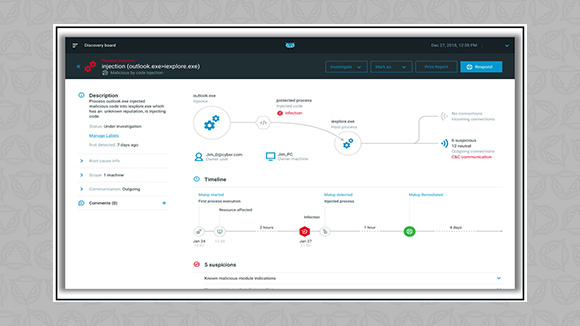 Discovery board
Dec 27, 2018, 12:39 PM
injection (outlook.exe>iexplore.exe)
Malicious by code injection
Investigate
Mark as
Print Report
Respond
Description
Process outlook.exe injected
malicious code into iexplore.exe which
has an unknown reputation, is injecting
code.
Status: Under investigation
Manage Labels
first detected: 7 days ago
Root cause info
Scope: 1 machine
Communication: Outgoing
Comments (0)
outlook.exe
Injector
protected process
Injected code
infection
iexplore.exe
Host process
No connections
Incoming connections
6 suspicious
12 neutral
Outgoing connections
C&C communication
Jim_B@cyber.com
Owner user
Jim_PC
Owner machine
Timeline
Malop started
First process execution
Resource affected
Malop detected
Injected process
Malop Remediated
Infection
2 hours
1 hour
4 days
Jan 24
Jan 27
5 suspicions
Known malicious module indications